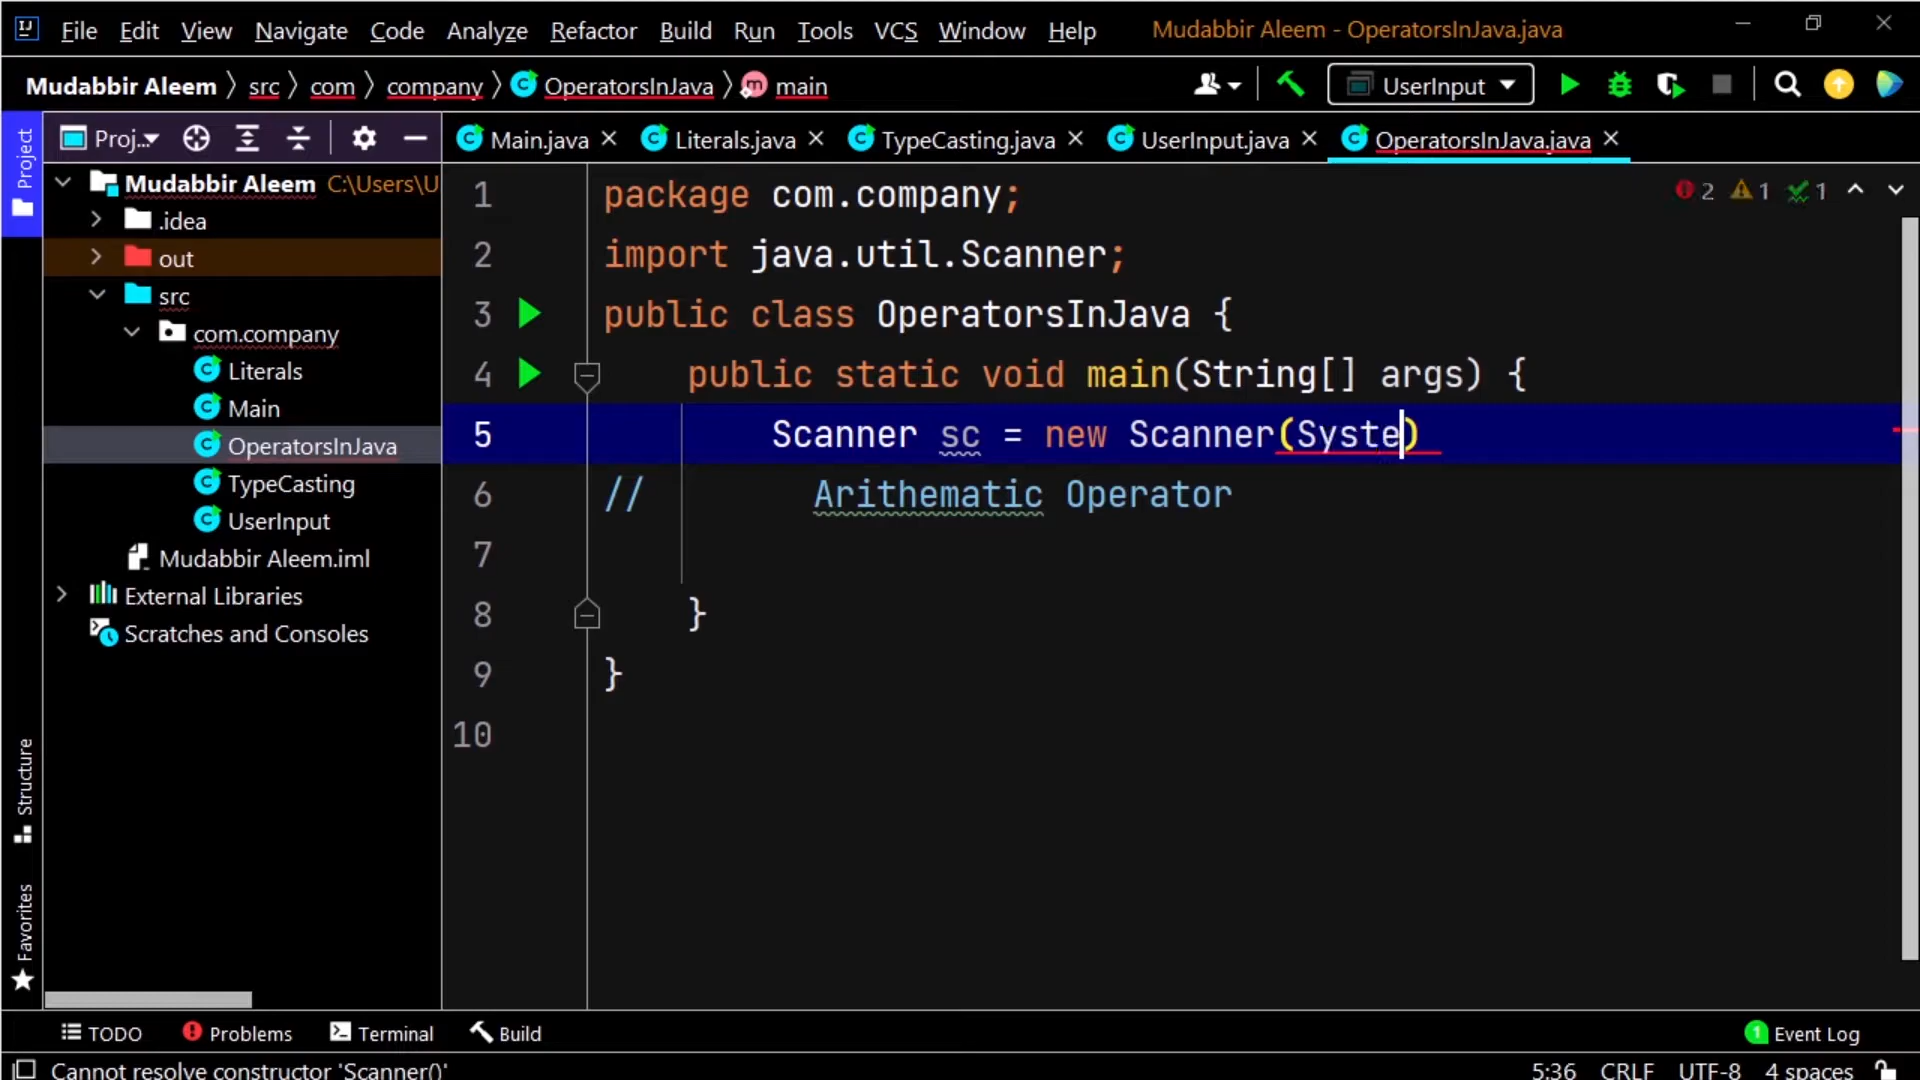 File Edit View Navigate Code Analyze Refactor Build Run Tools VCS Window Help Mudabbir Aleem - OperatorsInJava.java
Mudabbir Aleem src com company OperatorsInJava main UserInput
Project
Proj... Main.java Literals.java TypeCasting.java UserInput.java OperatorsInJava.java
Mudabbir Aleem C:\Users\U
.idea
out
src
com.company
Literals
Main
OperatorsInJava
TypeCasting
UserInput
Mudabbir Aleem.iml
External Libraries
Scratches and Consoles
2 1 1
1 package com.company;
2 import java.util.Scanner;
3 public class OperatorsInJava {
4 public static void main(String[] args) {
5 Scanner sc = new Scanner(Syste)
6 // Arithematic Operator
7
8 }
9 }
10
Structure
Favorites
TODO Problems Terminal Build 1 Event Log
Cannot resolve constructor 'Scanner()' 5:36 CRLF UTF-8 4 spaces